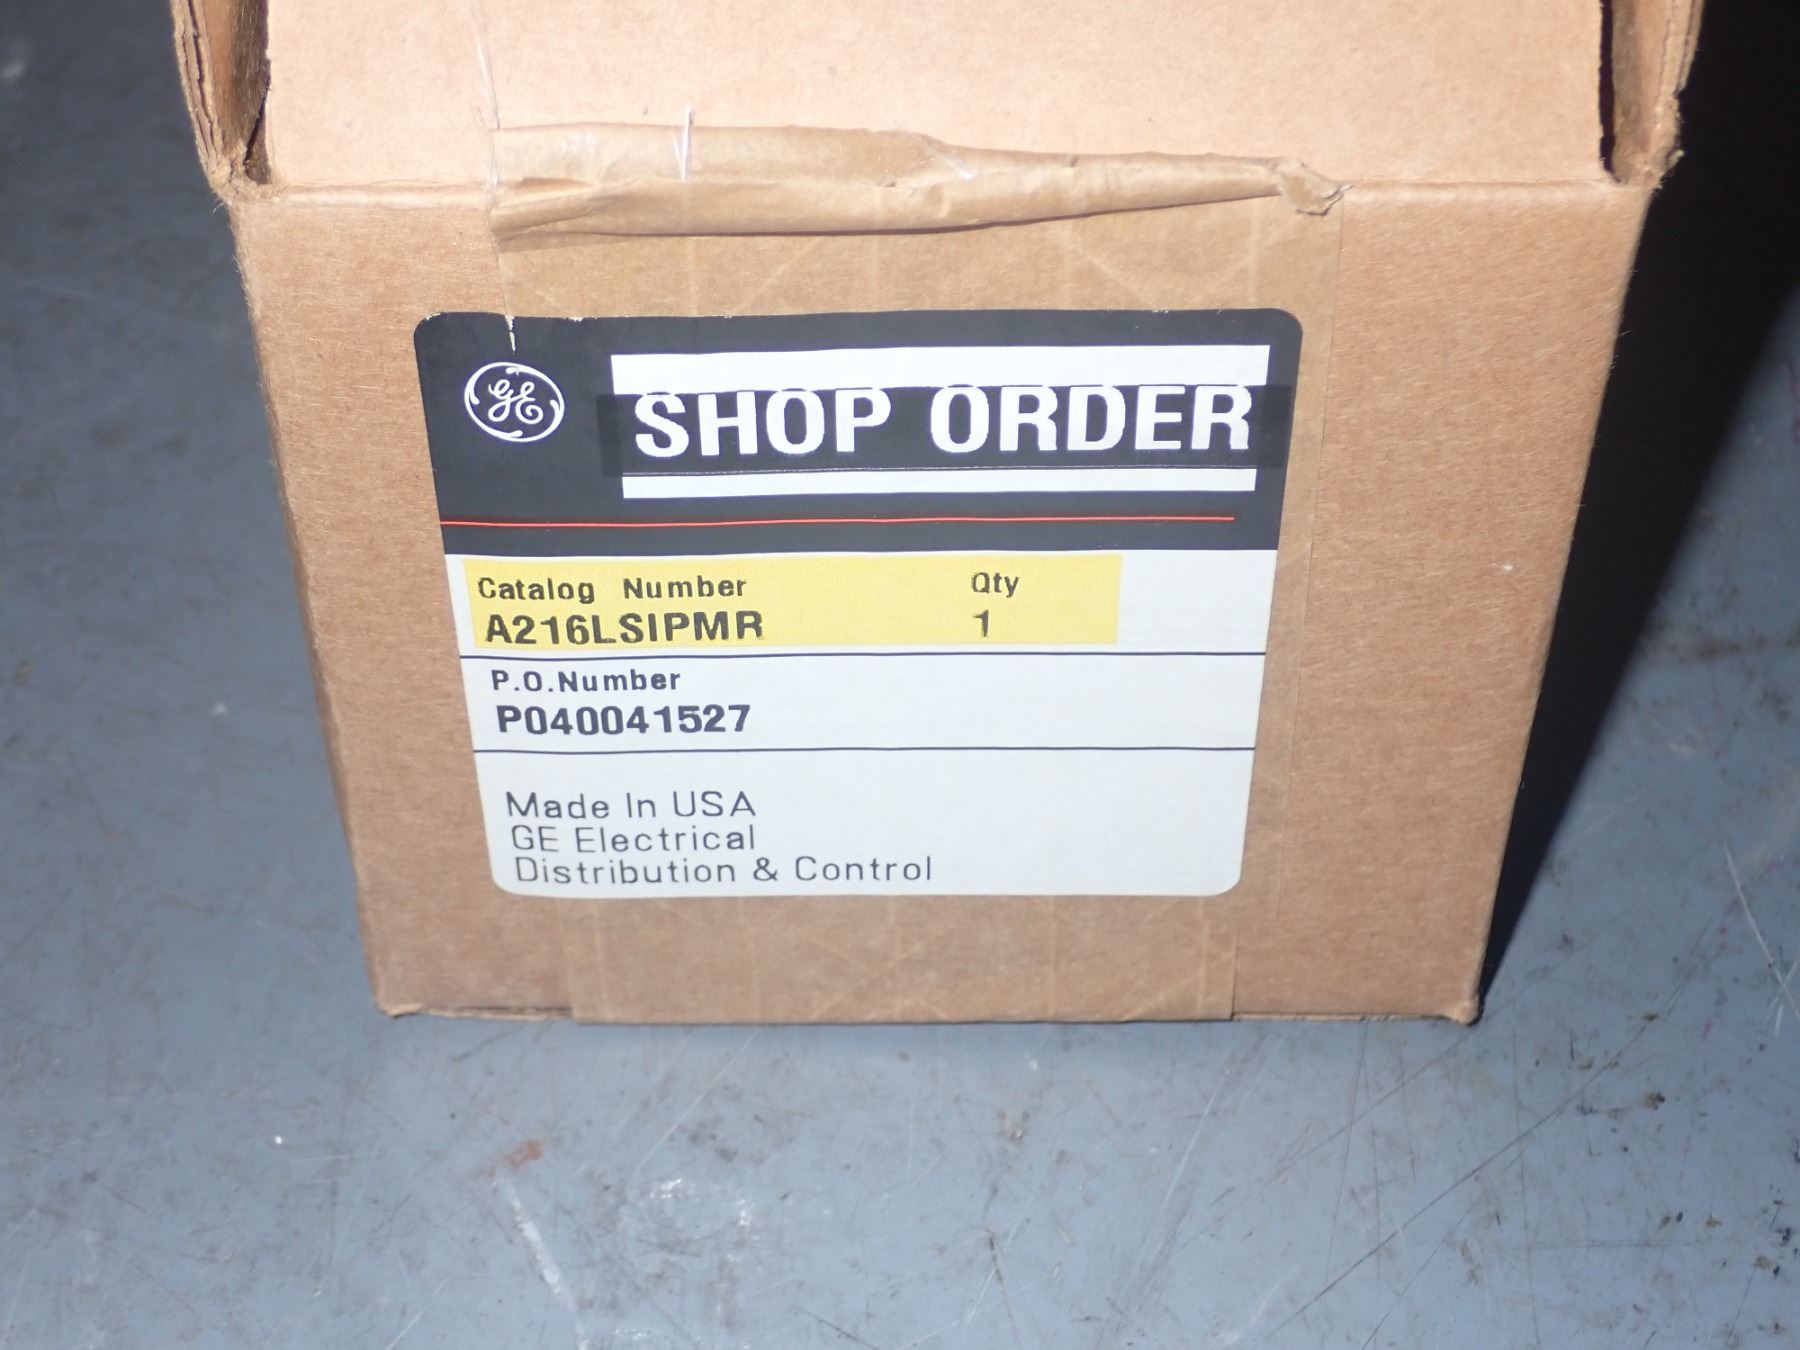 GE
SHOP ORDER
Catalog Number Qty
A216LSIPMR 1
P.O.Number
P040041527
Made In USA
GE Electrical
Distribution & Control